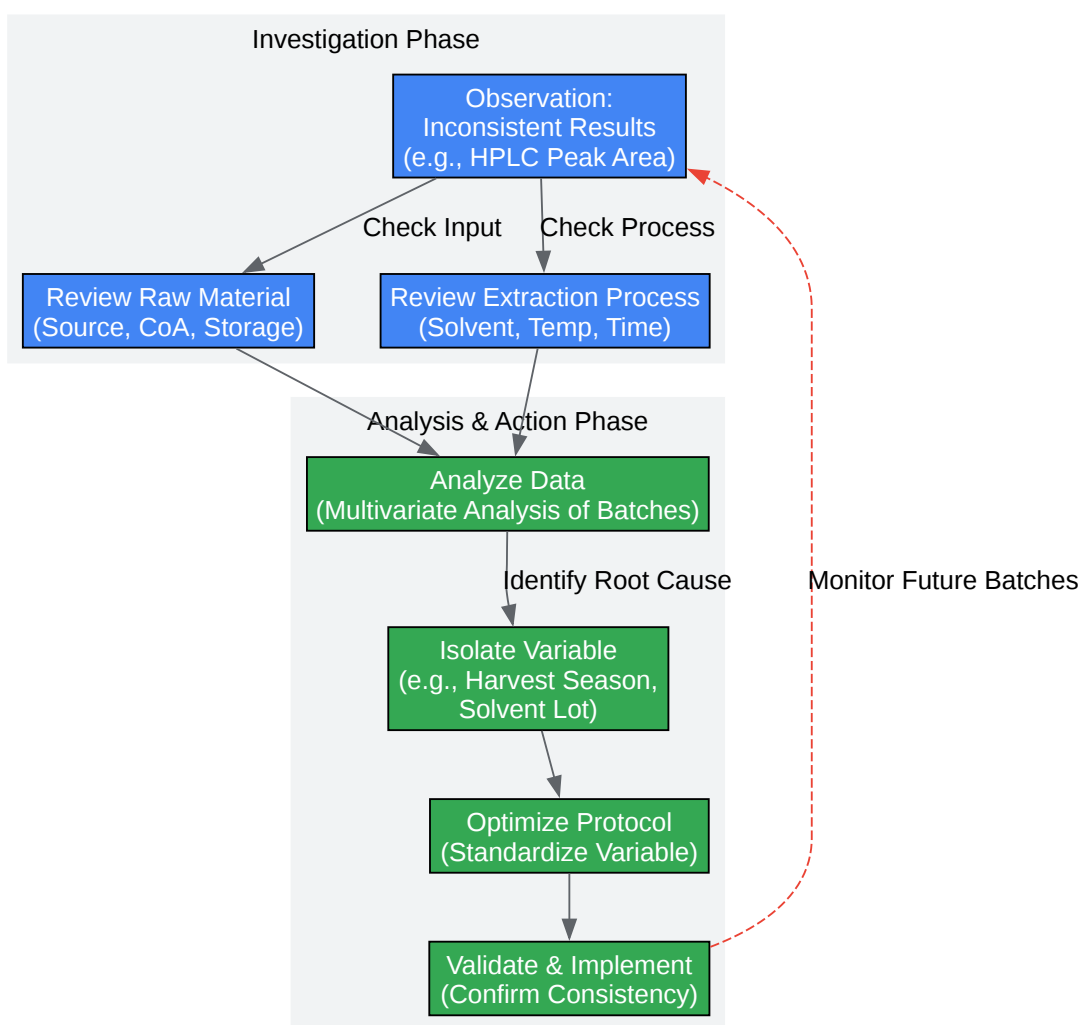 Investigation Phase
Observation:
Inconsistent Results
(e.g., HPLC Peak Area)
Check Input
Check Process
Review Raw Material
(Source, CoA, Storage)
Review Extraction Process
(Solvent, Temp, Time)
Analysis & Action Phase
Analyze Data
(Multivariate Analysis of Batches)
Identify Root Cause
Monitor Future Batches
Isolate Variable
(e.g., Harvest Season,
Solvent Lot)
Optimize Protocol
(Standardize Variable)
Validate & Implement
(Confirm Consistency)